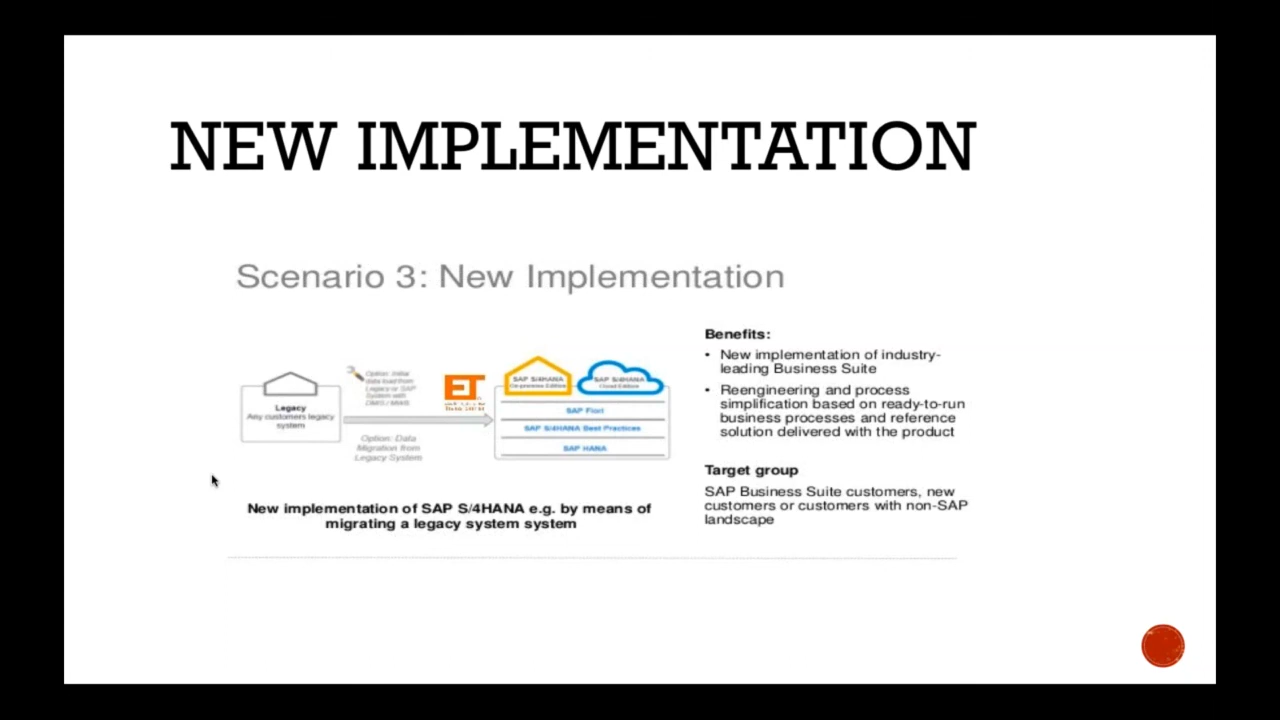 NEW IMPLEMENTATION
Scenario 3: New Implementation
Legacy
Any customers legacy
system
Option: Initial
data load from
Legacy or SAP
System with
Option: Data
Migration from
Legacy System
ET
SAP S/4HANA
On-premise Edition
SAP S/4HANA
Cloud Edition
SAP Fiori
SAP S/4HANA Best Practices
SAP HANA
New implementation of SAP S/4HANA e.g. by means of
migrating a legacy system system
Benefits:
• New implementation of industry-
leading Business Suite
• Reengineering and process
simplification based on ready-to-run
business processes and reference
solution delivered with the product
Target group
SAP Business Suite customers, new
customers or customers with non-SAP
landscape